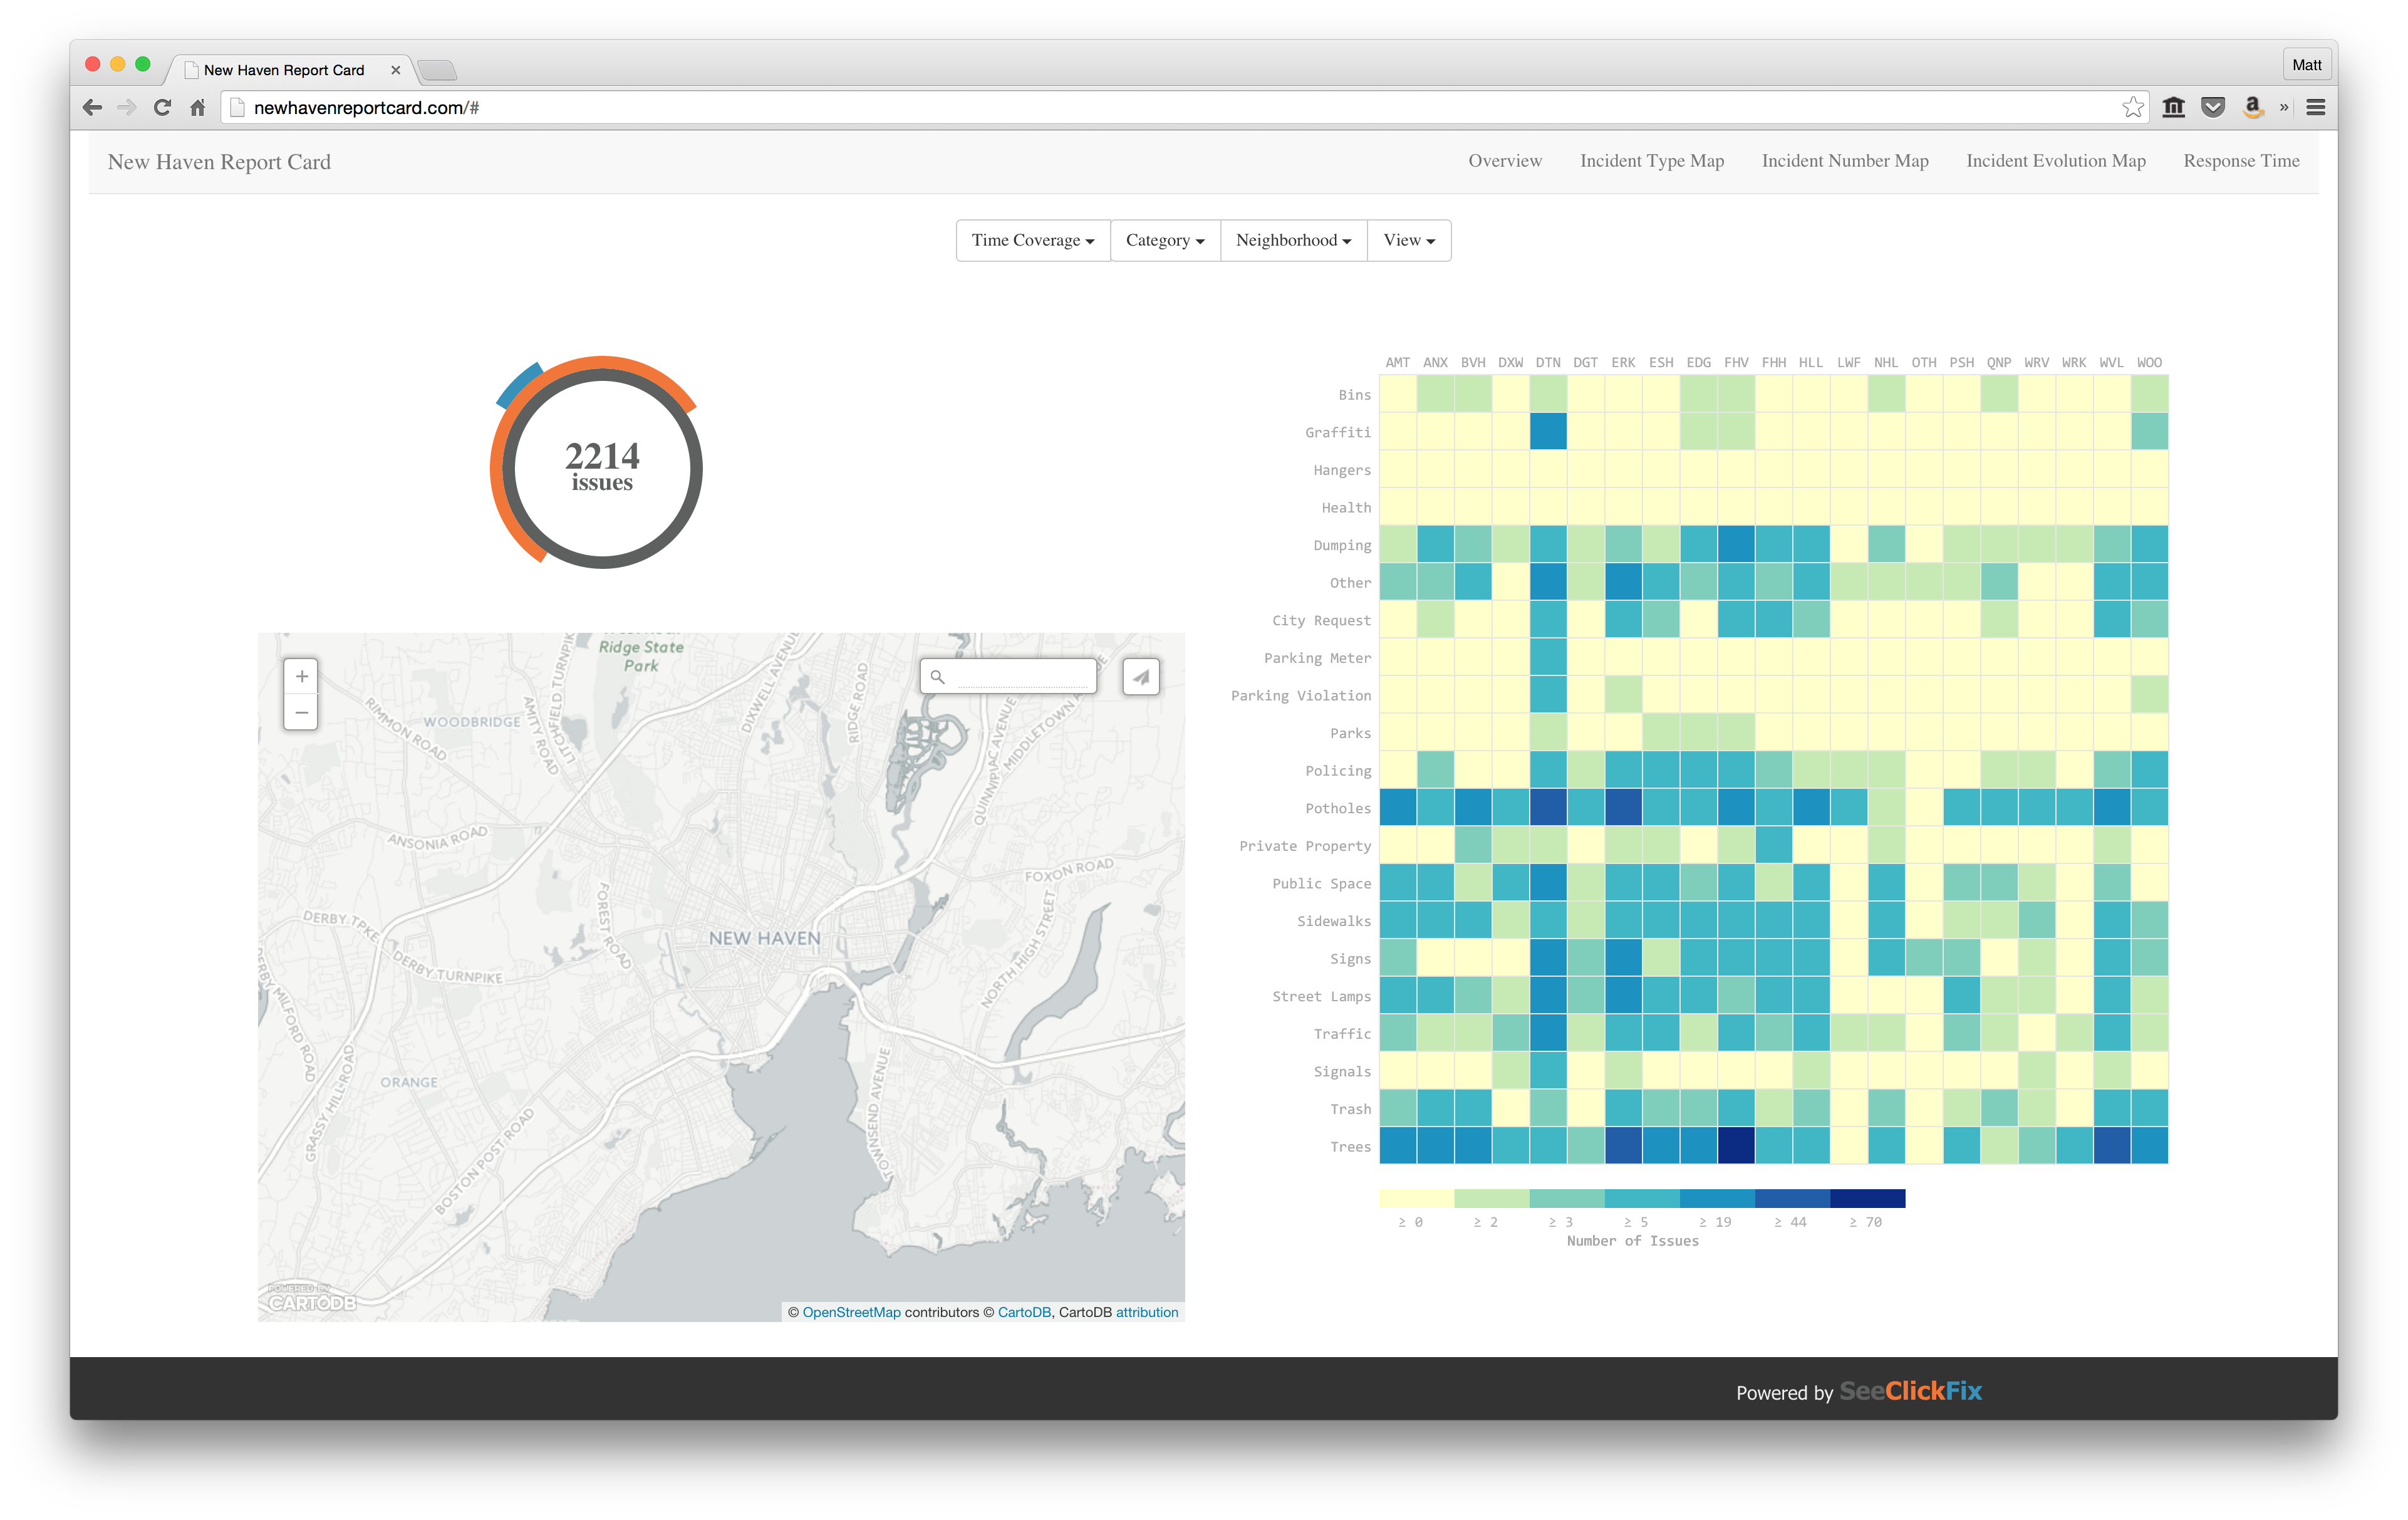 New Haven Report Card
Matt
newhavenreportcard.com/#
New Haven Report Card
Overview Incident Type Map Incident Number Map Incident Evolution Map Response Time
Time Coverage Category Neighborhood View
2214
issues
AMT ANX BVH DXW DTN DGT ERK ESH EDG FHV FHH HLL LWF NHL OTH PSH QNP WRV WRK WVL WOO
Bins
Graffiti
Hangers
Health
Dumping
Other
City Request
Parking Meter
Parking Violation
Parks
Policing
Potholes
Private Property
Public Space
Sidewalks
Signs
Street Lamps
Traffic
Signals
Trash
Trees
≥ 0 ≥ 2 ≥ 3 ≥ 5 ≥ 19 ≥ 44 ≥ 70
Number of Issues
Ridge State
Park
+
−
WOODBRIDGE
RIMMON ROAD
AMITY ROAD
LITCHFIELD TURNPIKE
DIXWELL AVENUE
RIDGE ROAD
QUINNIPIAC AVENUE
MIDDLETOWN AVENUE
ANSONIA ROAD
FOXON ROAD
FOREST ROAD
DERBY TPKE
NEW HAVEN
NORTH HIGH STREET
DERBY TURNPIKE
DERBY MILFORD ROAD
ORANGE
GRASSY HILL ROAD
BOSTON POST ROAD
TOWNSEND AVENUE
POWERED BY
CARTODB
© OpenStreetMap contributors © CartoDB, CartoDB attribution
Powered by SeeClickFix